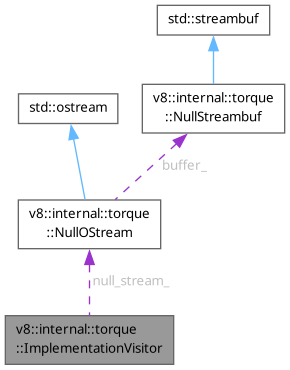 std::streambuf
v8::internal::torque
::NullStreambuf
std::ostream
buffer_
v8::internal::torque
::NullOStream
null_stream_
v8::internal::torque
::ImplementationVisitor